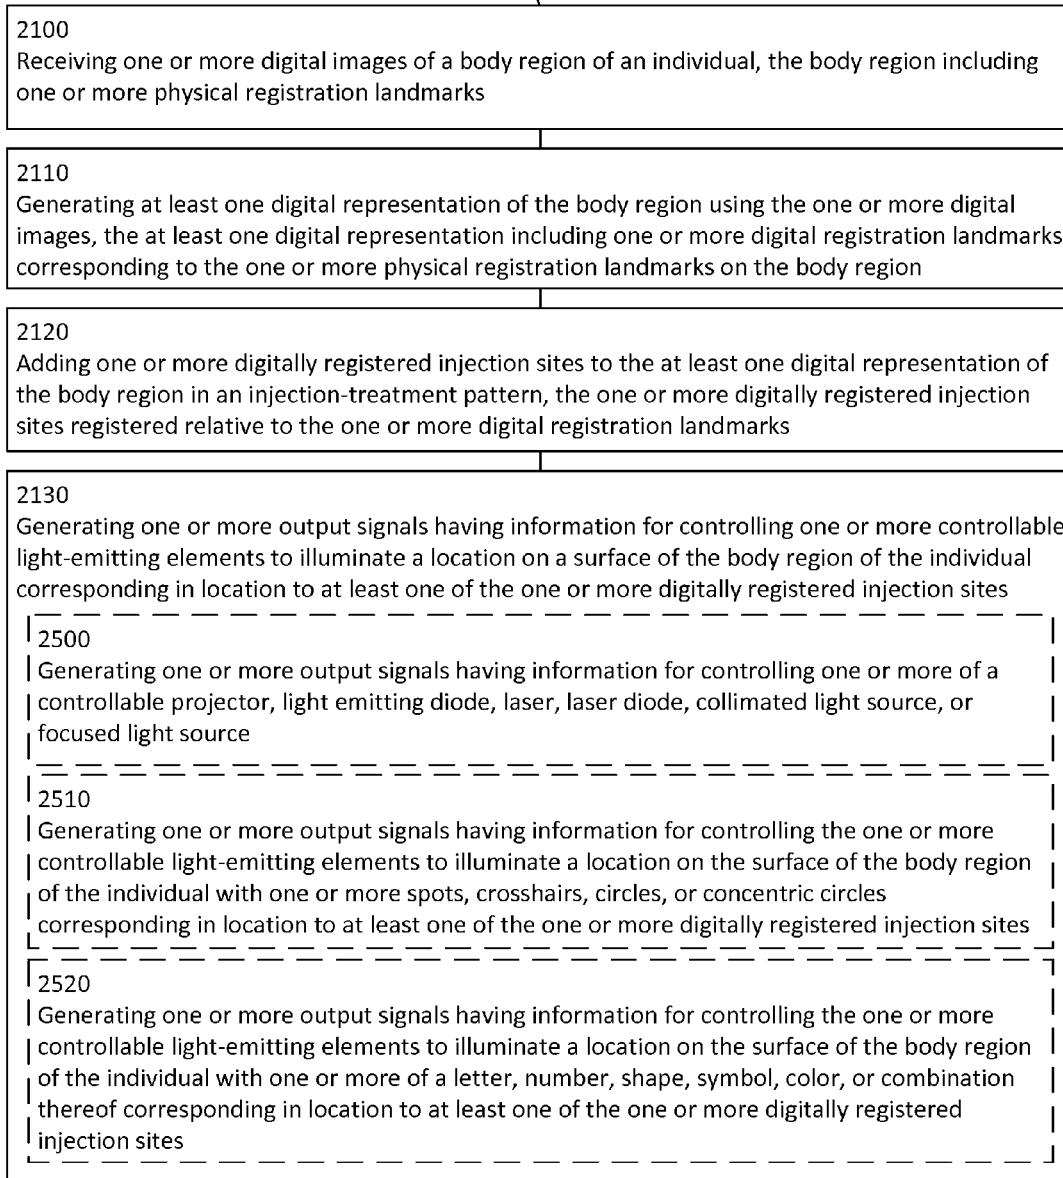 2100
Receiving one or more digital images of a body region of an individual, the body region including
one or more physical registration landmarks
2110
Generating at least one digital representation of the body region using the one or more digital
images, the at least one digital representation including one or more digital registration landmarks
corresponding to the one or more physical registration landmarks on the body region
2120
Adding one or more digitally registered injection sites to the at least one digital representation of
the body region in an injection-treatment pattern, the one or more digitally registered injection
sites registered relative to the one or more digital registration landmarks
2130
Generating one or more output signals having information for controlling one or more controllable
light-emitting elements to illuminate a location on a surface of the body region of the individual
corresponding in location to at least one of the one or more digitally registered injection sites
2500
Generating one or more output signals having information for controlling one or more of a
controllable projector, light emitting diode, laser, laser diode, collimated light source, or
focused light source
2510
Generating one or more output signals having information for controlling the one or more
controllable light-emitting elements to illuminate a location on the surface of the body region
of the individual with one or more spots, crosshairs, circles, or concentric circles
corresponding in location to at least one of the one or more digitally registered injection sites
2520
Generating one or more output signals having information for controlling the one or more
controllable light-emitting elements to illuminate a location on the surface of the body region
of the individual with one or more of a letter, number, shape, symbol, color, or combination
thereof corresponding in location to at least one of the one or more digitally registered
injection sites